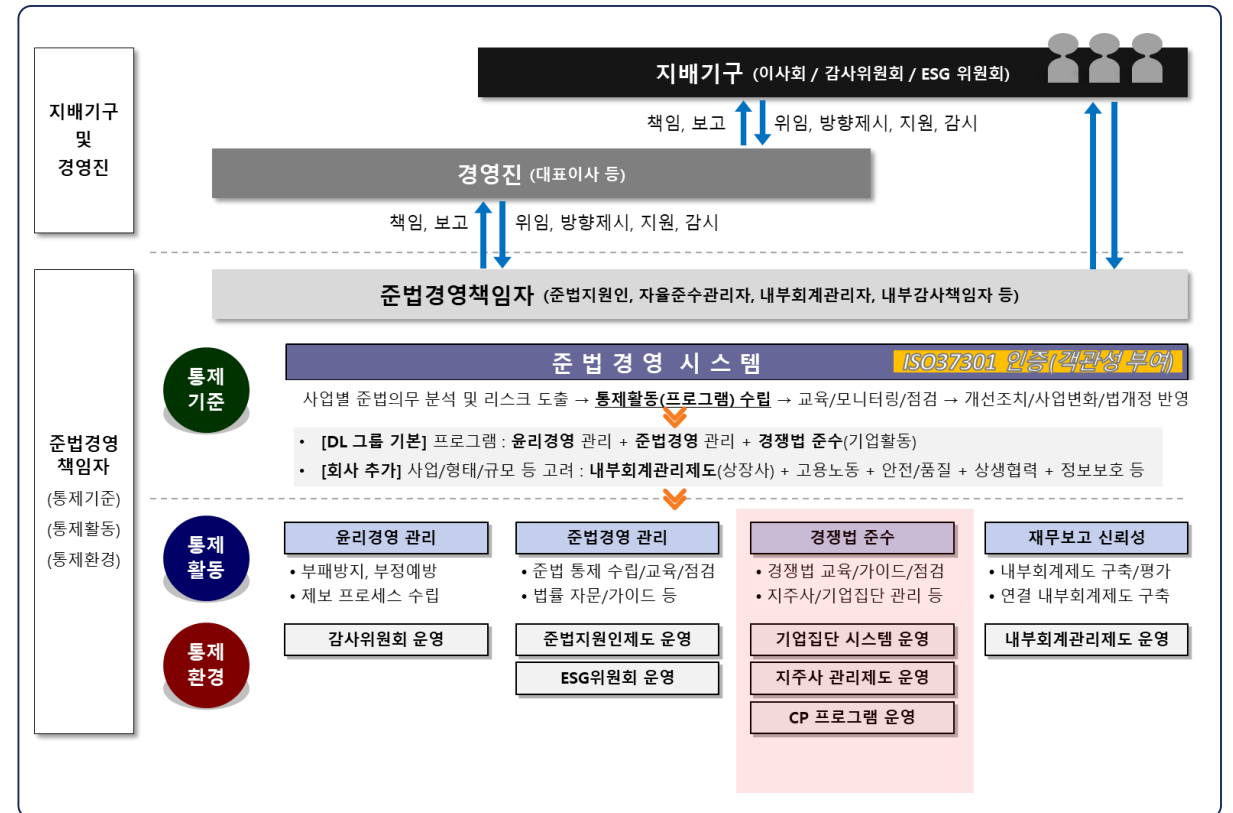 지배기구
및
경영진
지배기구 (이사회 / 감사위원회 / ESG 위원회)
책임, 보고
위임, 방향제시, 지원, 감시
경영진 (대표이사 등)
책임, 보고
위임, 방향제시, 지원, 감시
준법경영
책임자
(통제기준)
(통제활동)
(통제환경)
준법경영책임자 (준법지원인, 자율준수관리자, 내부회계관리자, 내부감사책임자 등)
통제
기준
준 법 경 영 시 스 템
ISO37301 인증(객관성 부여)
사업별 준법의무 분석 및 리스크 도출 → 통제활동(프로그램) 수립 → 교육/모니터링/점검 → 개선조치/사업변화/법개정 반영
• [DL 그룹 기본] 프로그램 : 윤리경영 관리 + 준법경영 관리 + 경쟁법 준수(기업활동)
• [회사 추가] 사업/형태/규모 등 고려 : 내부회계관리제도(상장사) + 고용노동 + 안전/품질 + 상생협력 + 정보보호 등
통제
활동
윤리경영 관리
• 부패방지, 부정예방
• 제보 프로세스 수립
준법경영 관리
• 준법 통제 수립/교육/점검
• 법률 자문/가이드 등
경쟁법 준수
• 경쟁법 교육/가이드/점검
• 지주사/기업집단 관리 등
재무보고 신뢰성
• 내부회계제도 구축/평가
• 연결 내부회계제도 구축
통제
환경
감사위원회 운영
준법지원인제도 운영
ESG위원회 운영
기업집단 시스템 운영
지주사 관리제도 운영
CP 프로그램 운영
내부회계관리제도 운영